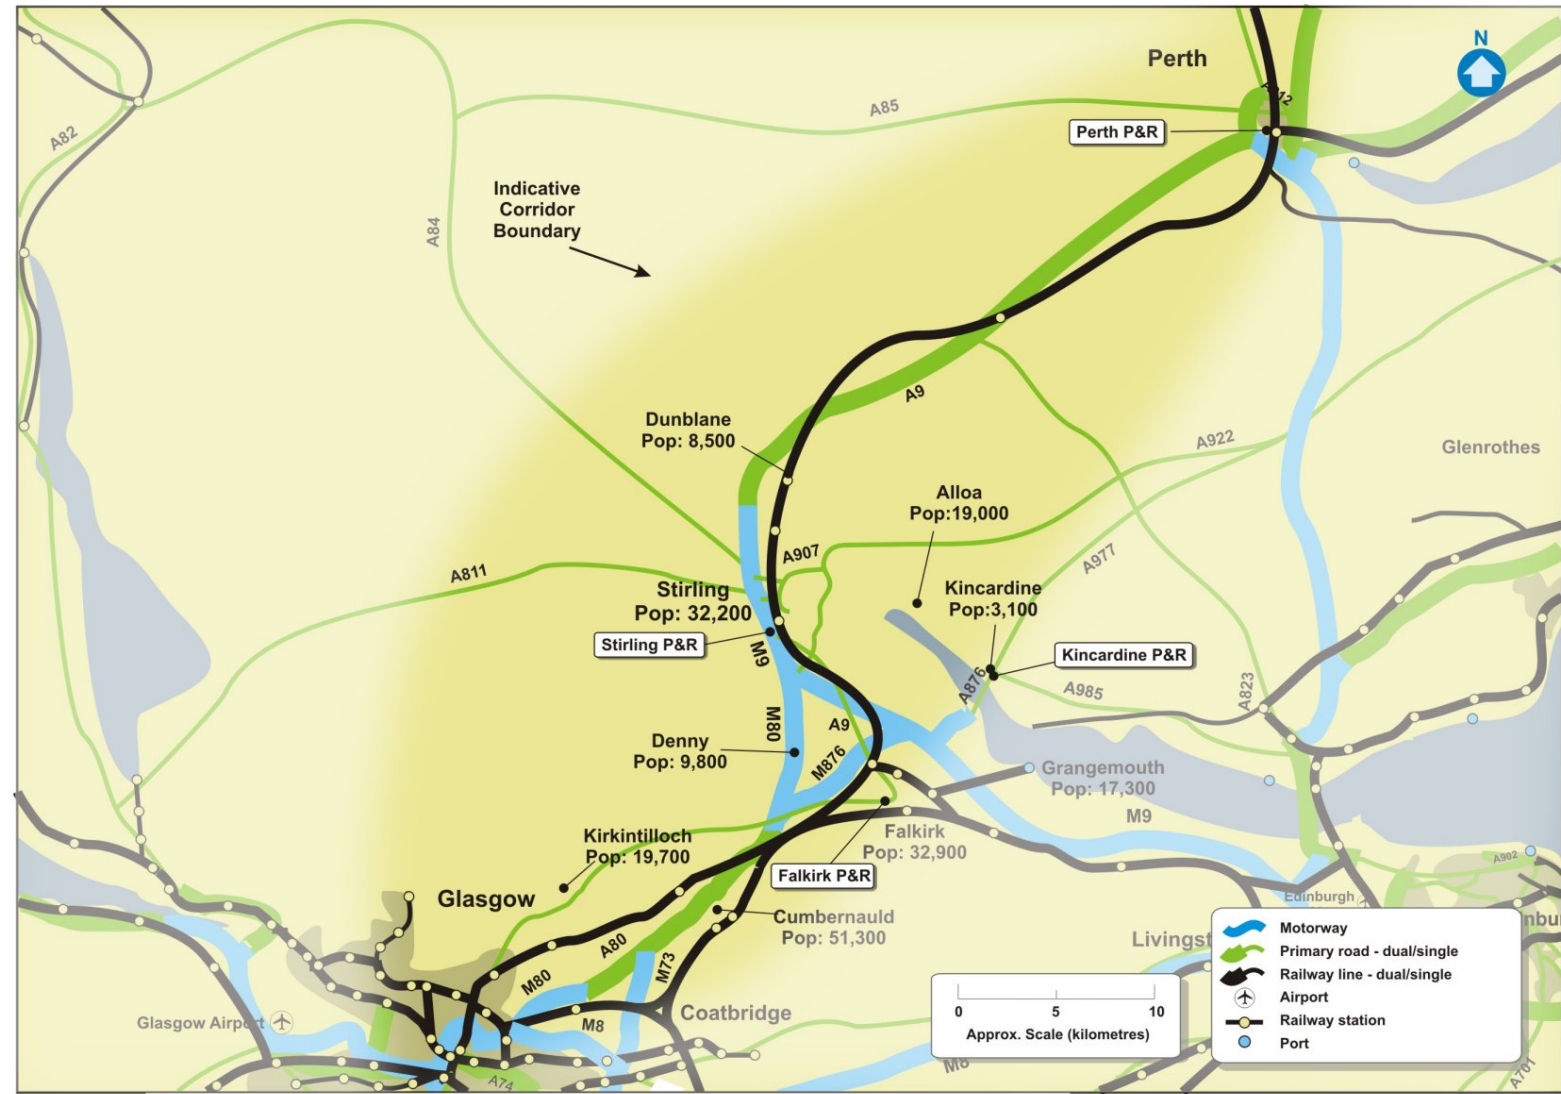 N
Perth
A82
A85
A912
Perth P&R
Indicative
Corridor
Boundary
A84
A9
Dunblane
Pop: 8,500
A922
Glenrothes
Alloa
Pop:19,000
A907
A977
A811
Stirling
Pop: 32,200
Kincardine
Pop:3,100
Stirling P&R
M9
Kincardine P&R
A876
A985
A823
M80
A9
Denny
Pop: 9,800
M876
Grangemouth
Pop: 17,300
M9
Kirkintilloch
Pop: 19,700
Falkirk
Pop: 32,900
A902
Falkirk P&R
Glasgow
Cumbernauld
Pop: 51,300
Edinburgh
A80
Livingst
inbu
M80
M73
Glasgow Airport
M8
Coatbridge
A74
M8
A701
0
5
10
Approx. Scale (kilometres)
Motorway
Primary road - dual/single
Railway line - dual/single
Airport
Railway station
Port